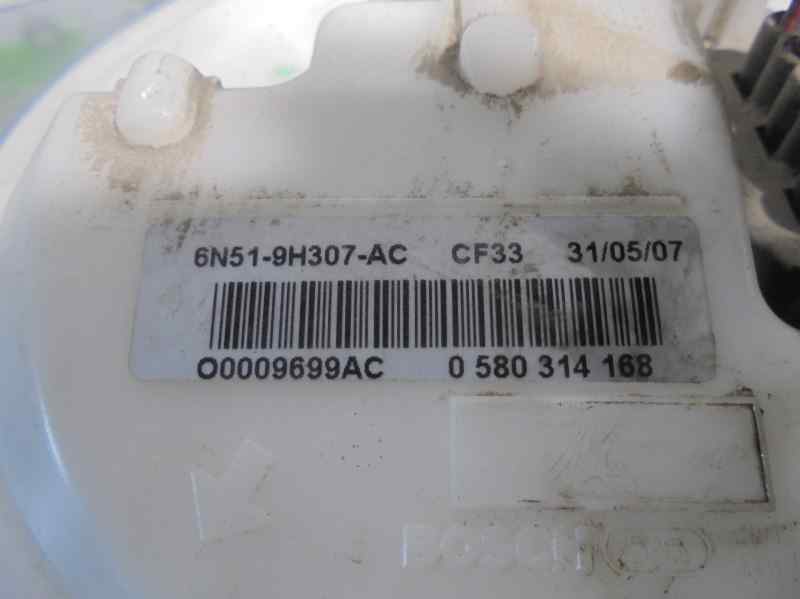 6N51-9H307-AC CF33 31/05/07
O0009699AC 0 580 314 168
BOSCH